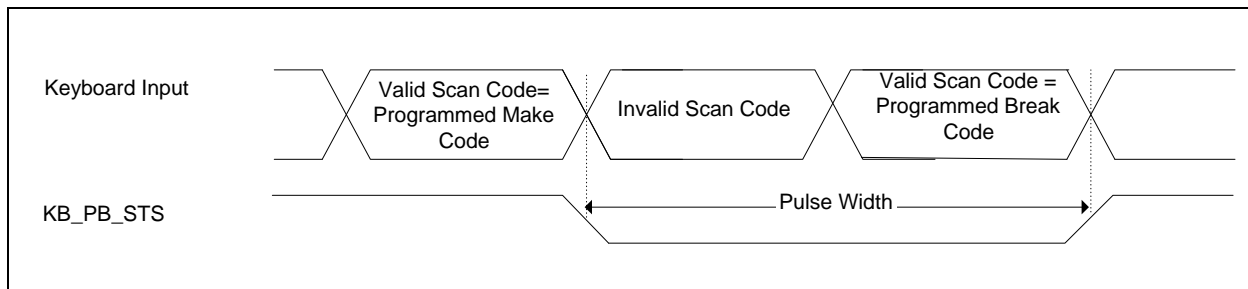 Keyboard Input
Valid Scan Code=
Programmed Make
Code
Invalid Scan Code
Valid Scan Code =
Programmed Break
Code
KB_PB_STS
Pulse Width